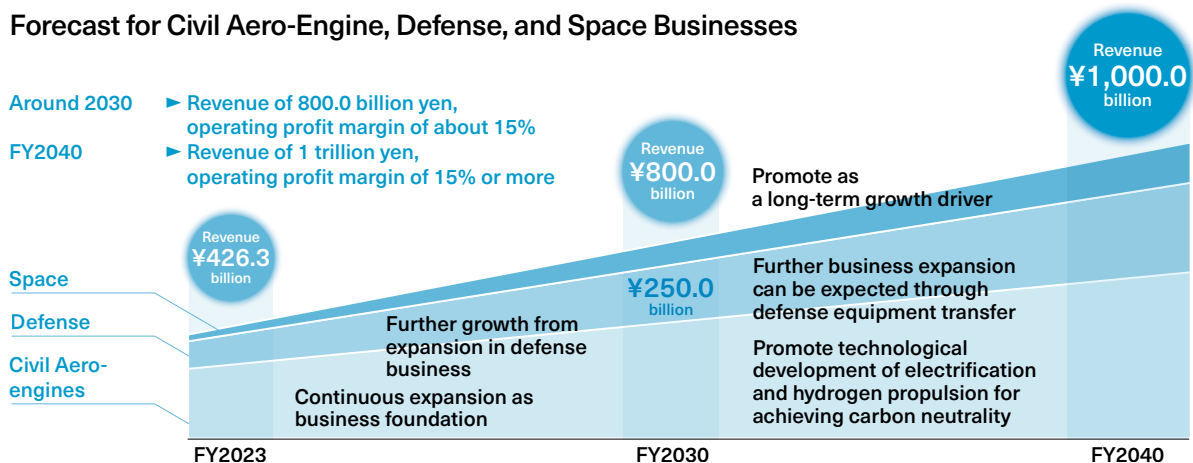 Forecast for Civil Aero-Engine, Defense, and Space Businesses
Around 2030 ► Revenue of 800.0 billion yen,
operating profit margin of about 15%
FY2040 ► Revenue of 1 trillion yen,
operating profit margin of 15% or more
Revenue
¥426.3
billion
Revenue
¥800.0
billion
Revenue
¥1,000.0
billion
Space
Defense
Civil Aero-
engines
Promote as
a long-term growth driver
¥250.0
billion
Further growth from
expansion in defense
business
Further business expansion
can be expected through
defense equipment transfer
Continuous expansion as
business foundation
Promote technological
development of electrification
and hydrogen propulsion for
achieving carbon neutrality
FY2023
FY2030
FY2040